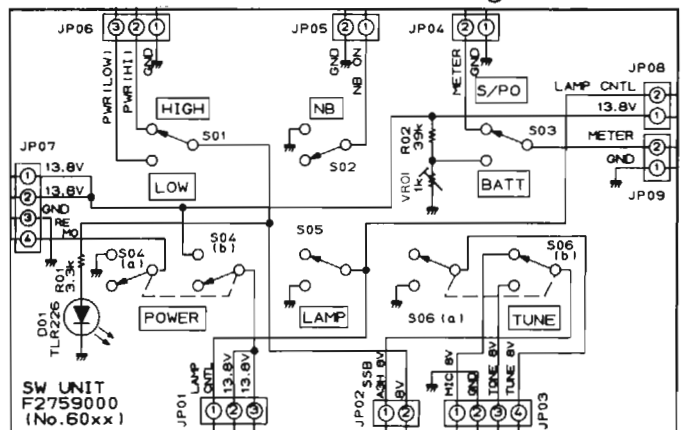 JP06
3 2 1
JP05
2 1
JP04
2 1
PWR(LOW)
PWR(HI)
GND
GND
NB ON
METER
GND
S/PO
JP08
LAMP CNTL
2
13.8V
1
HIGH
NB
S01
S02
R02
39k
S03
METER
2
GND
1
JP09
JP07
1
13.8V
2
13.8V
3
GND
4
RE
MO
LOW
VR01
1k
BATT
R01
3.3k
S04
(a)
S04
(b)
S05
S06
(b)
S06(a)
D01
TLR226
POWER
LAMP
TUNE
SW UNIT
F2759000
(No.60xx)
LAMP
CNTL
13.8V
13.8V
JP01
1 2 3
SSB
8V
JP02
1 2
MIC 8V
GND
TONE 8V
TUNE 8V
1 2 3 4
JP03